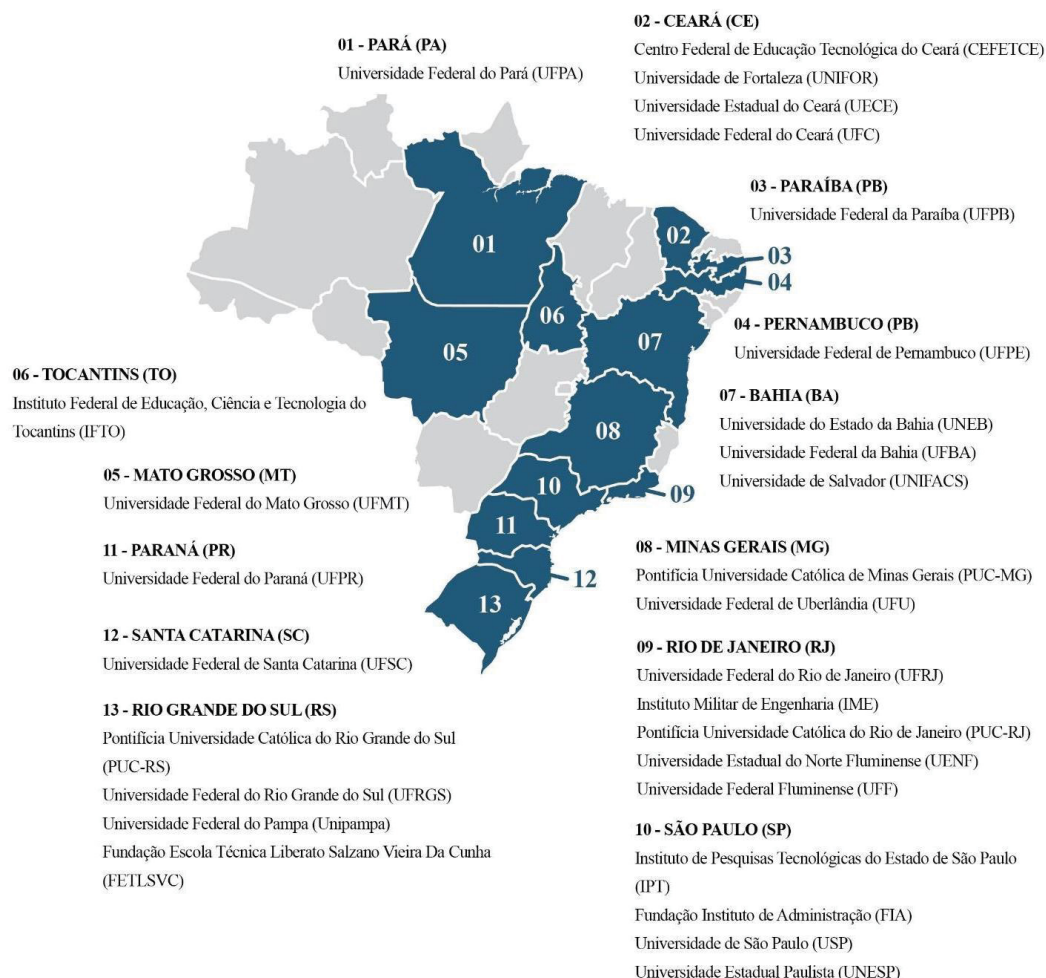 01 - PARÁ (PA)
Universidade Federal do Pará (UFPA)
02 - CEARÁ (CE)
Centro Federal de Educação Tecnológica do Ceará (CEFETCE)
Universidade de Fortaleza (UNIFOR)
Universidade Estadual do Ceará (UECE)
Universidade Federal do Ceará (UFC)
03 - PARAÍBA (PB)
Universidade Federal da Paraíba (UFPB)
01
02
03
04
05
06
07
08
09
10
11
12
13
04 - PERNAMBUCO (PB)
Universidade Federal de Pernambuco (UFPE)
06 - TOCANTINS (TO)
Instituto Federal de Educação, Ciência e Tecnologia do
Tocantins (IFTO)
07 - BAHIA (BA)
Universidade do Estado da Bahia (UNEB)
Universidade Federal da Bahia (UFBA)
Universidade de Salvador (UNIFACS)
05 - MATO GROSSO (MT)
Universidade Federal do Mato Grosso (UFMT)
11 - PARANÁ (PR)
Universidade Federal do Paraná (UFPR)
08 - MINAS GERAIS (MG)
Pontifícia Universidade Católica de Minas Gerais (PUC-MG)
Universidade Federal de Uberlândia (UFU)
12 - SANTA CATARINA (SC)
Universidade Federal de Santa Catarina (UFSC)
09 - RIO DE JANEIRO (RJ)
Universidade Federal do Rio de Janeiro (UFRJ)
Instituto Militar de Engenharia (IME)
Pontifícia Universidade Católica do Rio de Janeiro (PUC-RJ)
Universidade Estadual do Norte Fluminense (UENF)
Universidade Federal Fluminense (UFF)
13 - RIO GRANDE DO SUL (RS)
Pontifícia Universidade Católica do Rio Grande do Sul
(PUC-RS)
Universidade Federal do Rio Grande do Sul (UFRGS)
Universidade Federal do Pampa (Unipampa)
Fundação Escola Técnica Liberato Salzano Vieira Da Cunha
(FETLSVC)
10 - SÃO PAULO (SP)
Instituto de Pesquisas Tecnológicas do Estado de São Paulo
(IPT)
Fundação Instituto de Administração (FIA)
Universidade de São Paulo (USP)
Universidade Estadual Paulista (UNESP)